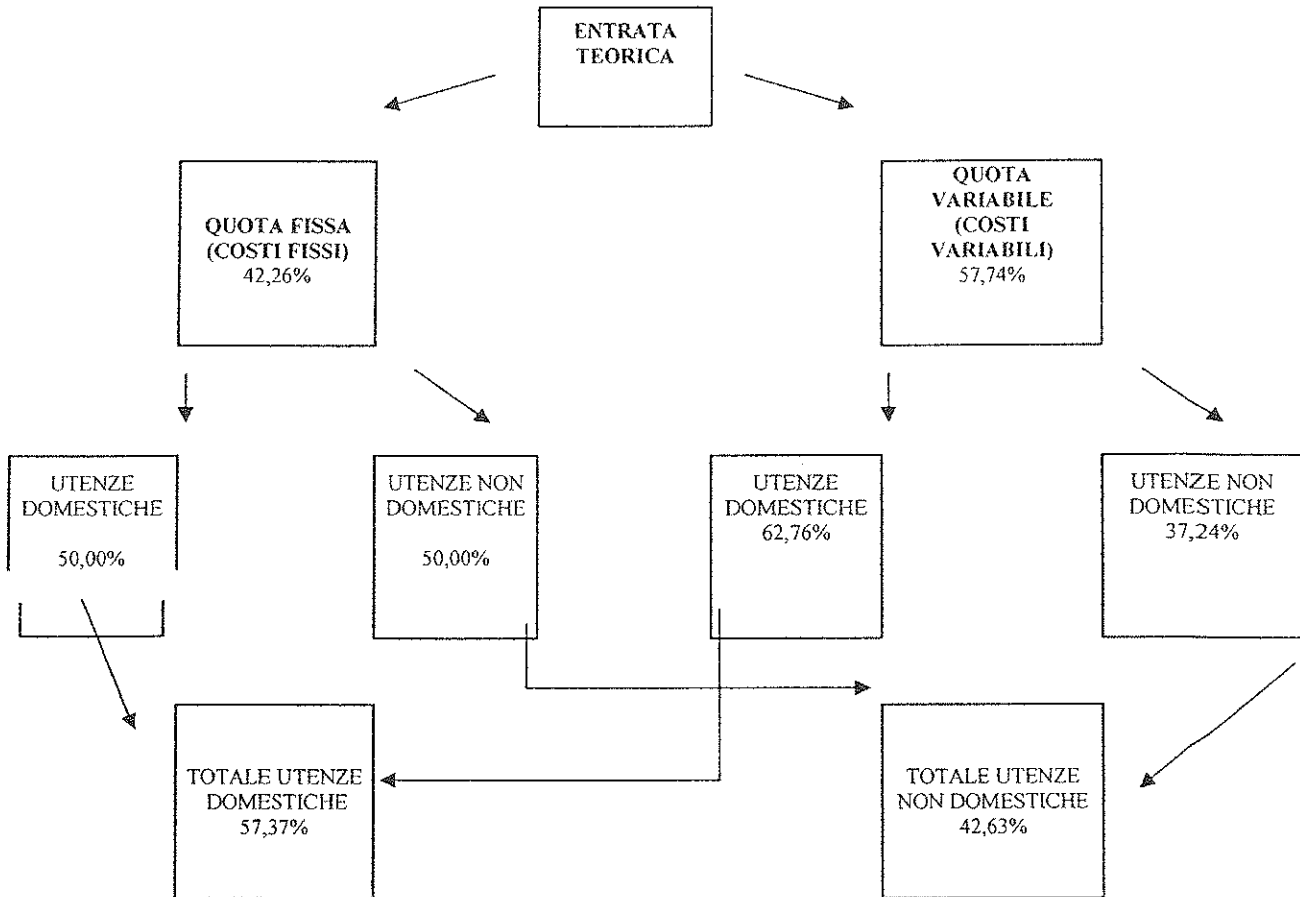 ENTRATA
TEORICA
QUOTA FISSA
(COSTI FISSI)
42,26%
QUOTA
VARIABILE
(COSTI
VARIABILI)
57,74%
UTENZE
DOMESTICHE
50,00%
UTENZE NON
DOMESTICHE
50,00%
UTENZE
DOMESTICHE
62,76%
UTENZE NON
DOMESTICHE
37,24%
TOTALE UTENZE
DOMESTICHE
57,37%
TOTALE UTENZE
NON DOMESTICHE
42,63%